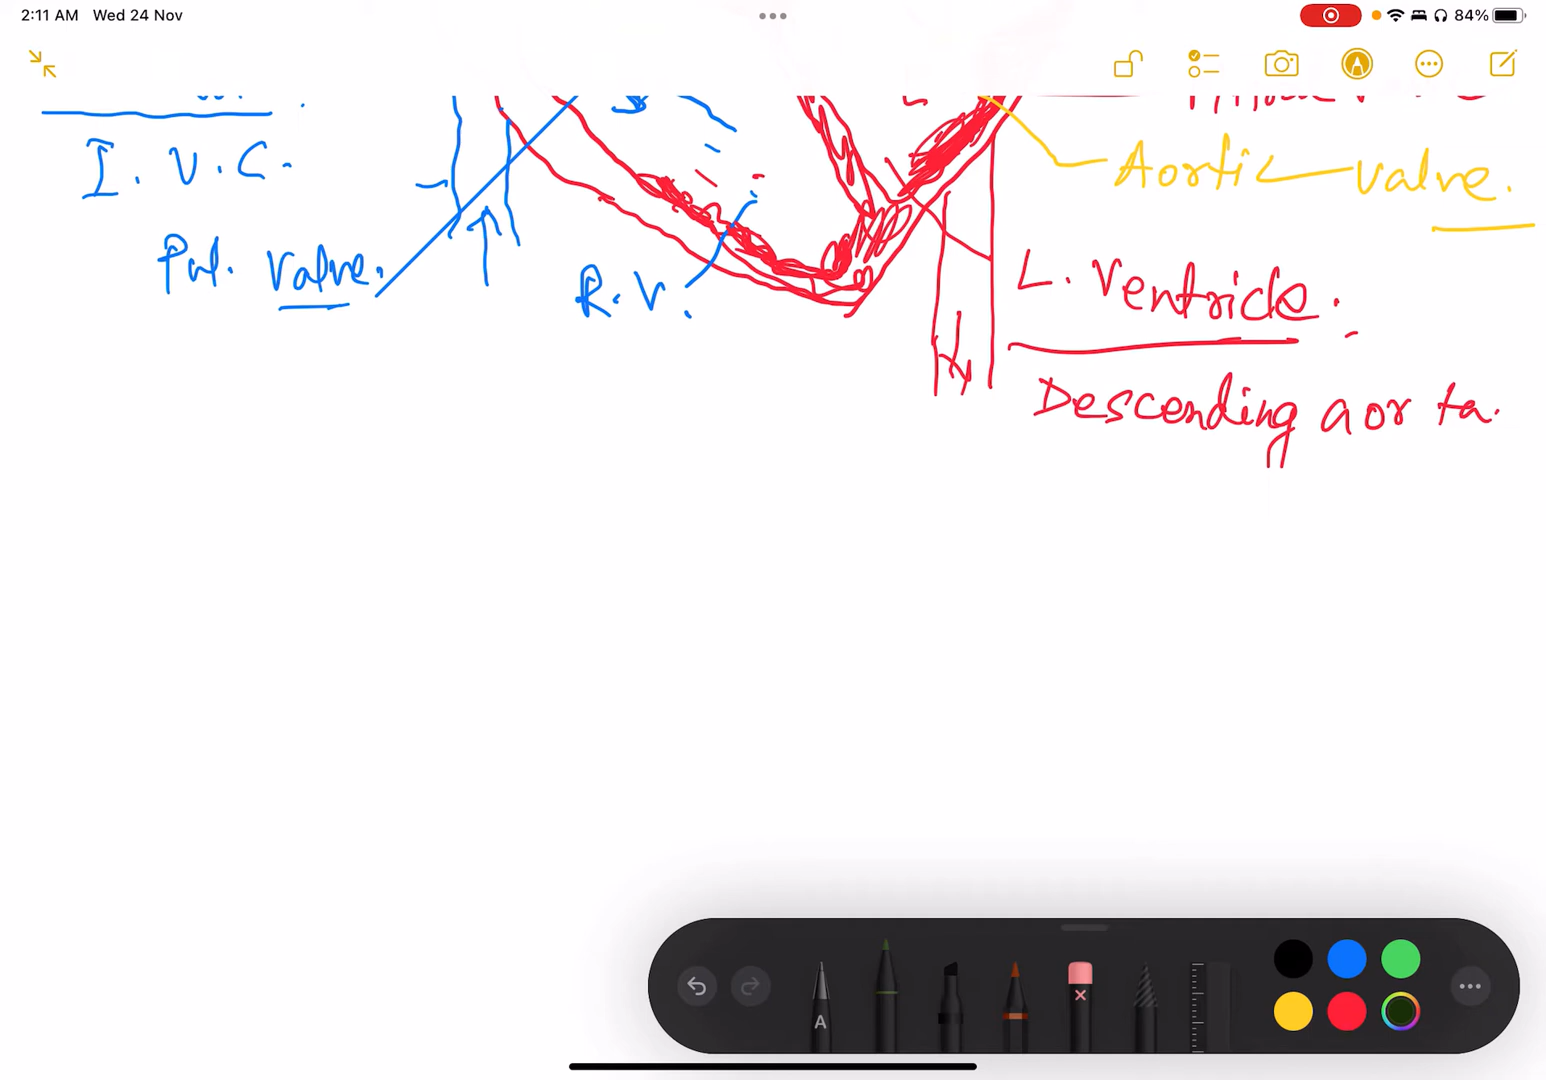 2:11 AM Wed 24 Nov
84%
I. V. C.
Aortic valve.
Pul. valve.
R.V.
L. Ventricle.
Descending aorta.
A